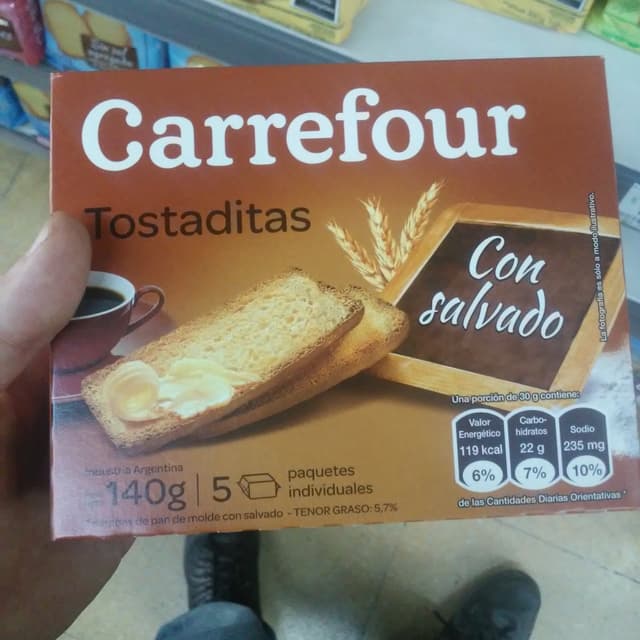 Carrefour
Tostaditas
Con
salvado
La fotografía es sólo a modo ilustrativo.
Una porción de 30 g contiene:
Valor
Energético
119 kcal
6%
Carbo-
hidratos
22 g
7%
Sodio
235 mg
10%
de las Cantidades Diarias Orientativas *
Industria Argentina
140g | 5 paquetes
individuales
de pan de molde con salvado - TENOR GRASO: 5,7%